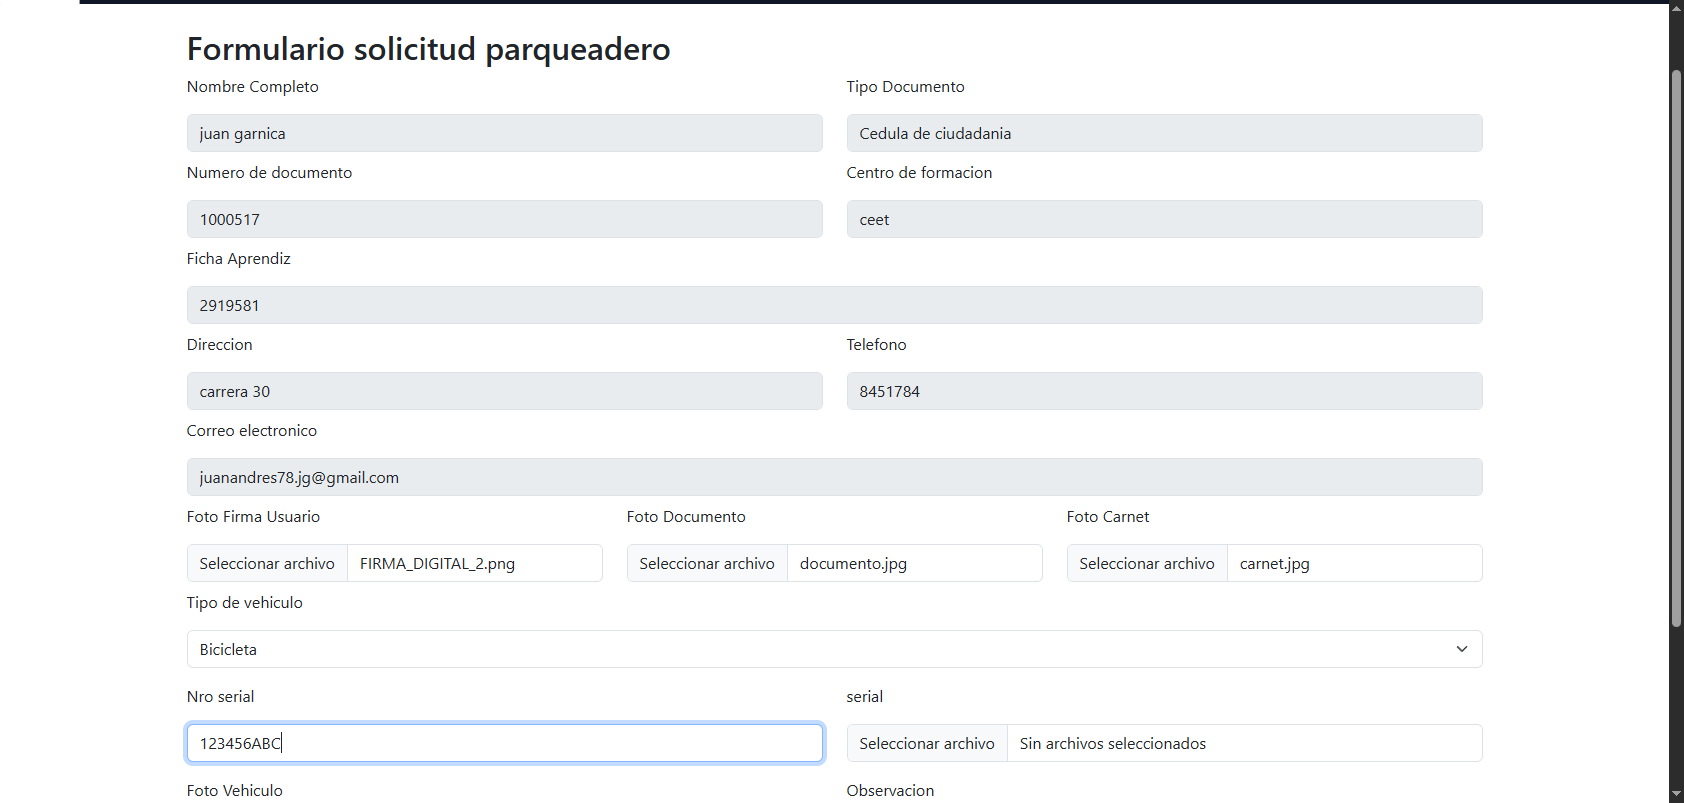 Formulario solicitud parqueadero
Nombre Completo
Tipo Documento
juan garnica
Cedula de ciudadania
Numero de documento
Centro de formacion
1000517
ceet
Ficha Aprendiz
2919581
Direccion
Telefono
carrera 30
8451784
Correo electronico
juanandres78.jg@gmail.com
Foto Firma Usuario
Foto Documento
Foto Carnet
Seleccionar archivo FIRMA_DIGITAL_2.png
Seleccionar archivo documento.jpg
Seleccionar archivo carnet.jpg
Tipo de vehiculo
Bicicleta
Nro serial
serial
123456ABC
Seleccionar archivo Sin archivos seleccionados
Foto Vehiculo
Observacion